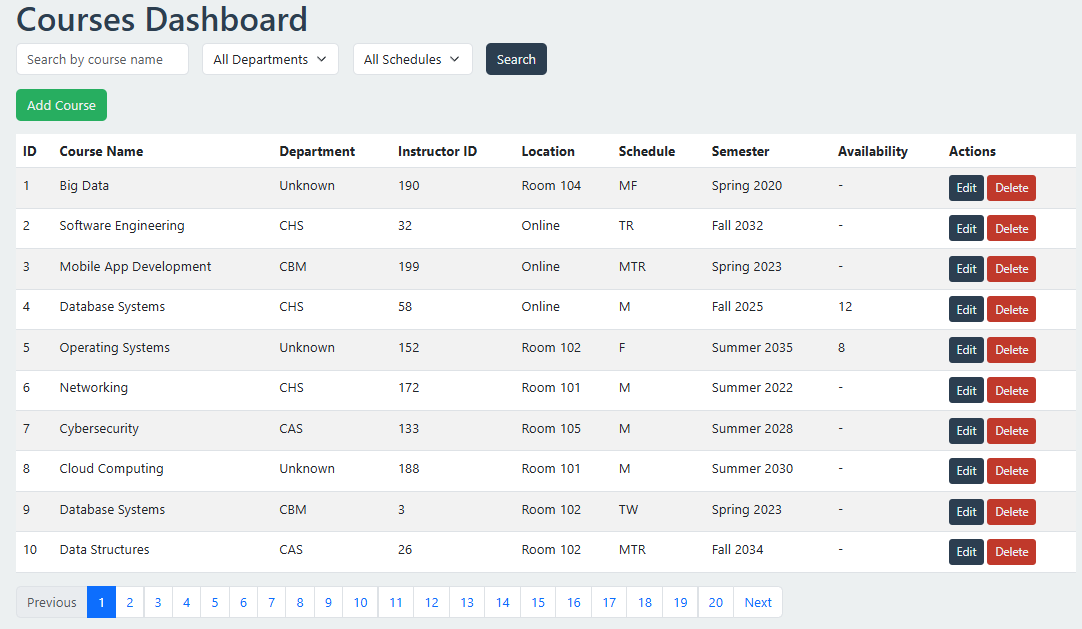 Courses Dashboard
Search by course name All Departments All Schedules Search
Add Course
ID Course Name Department Instructor ID Location Schedule Semester Availability Actions
1 Big Data Unknown 190 Room 104 MF Spring 2020 - Edit Delete
2 Software Engineering CHS 32 Online TR Fall 2032 - Edit Delete
3 Mobile App Development CBM 199 Online MTR Spring 2023 - Edit Delete
4 Database Systems CHS 58 Online M Fall 2025 12 Edit Delete
5 Operating Systems Unknown 152 Room 102 F Summer 2035 8 Edit Delete
6 Networking CHS 172 Room 101 M Summer 2022 - Edit Delete
7 Cybersecurity CAS 133 Room 105 M Summer 2028 - Edit Delete
8 Cloud Computing Unknown 188 Room 101 M Summer 2030 - Edit Delete
9 Database Systems CBM 3 Room 102 TW Spring 2023 - Edit Delete
10 Data Structures CAS 26 Room 102 MTR Fall 2034 - Edit Delete
Previous 1 2 3 4 5 6 7 8 9 10 11 12 13 14 15 16 17 18 19 20 Next